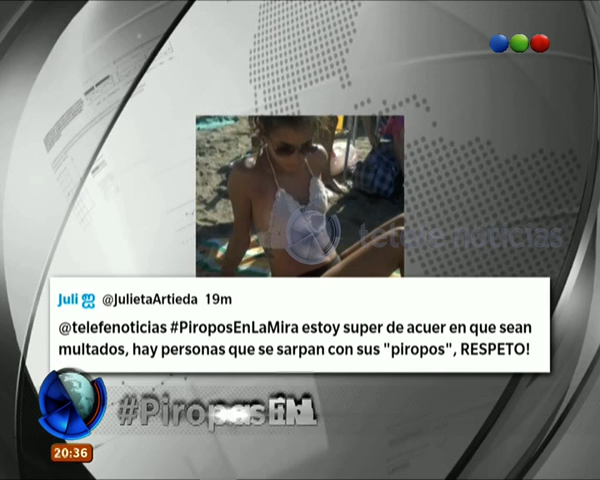 telefe noticias
Juli @JulietaArtieda 19m
@telefenoticias #PiroposEnLaMira estoy super de acuer en que sean
multados, hay personas que se sarpan con sus "piropos", RESPETO!
20:36